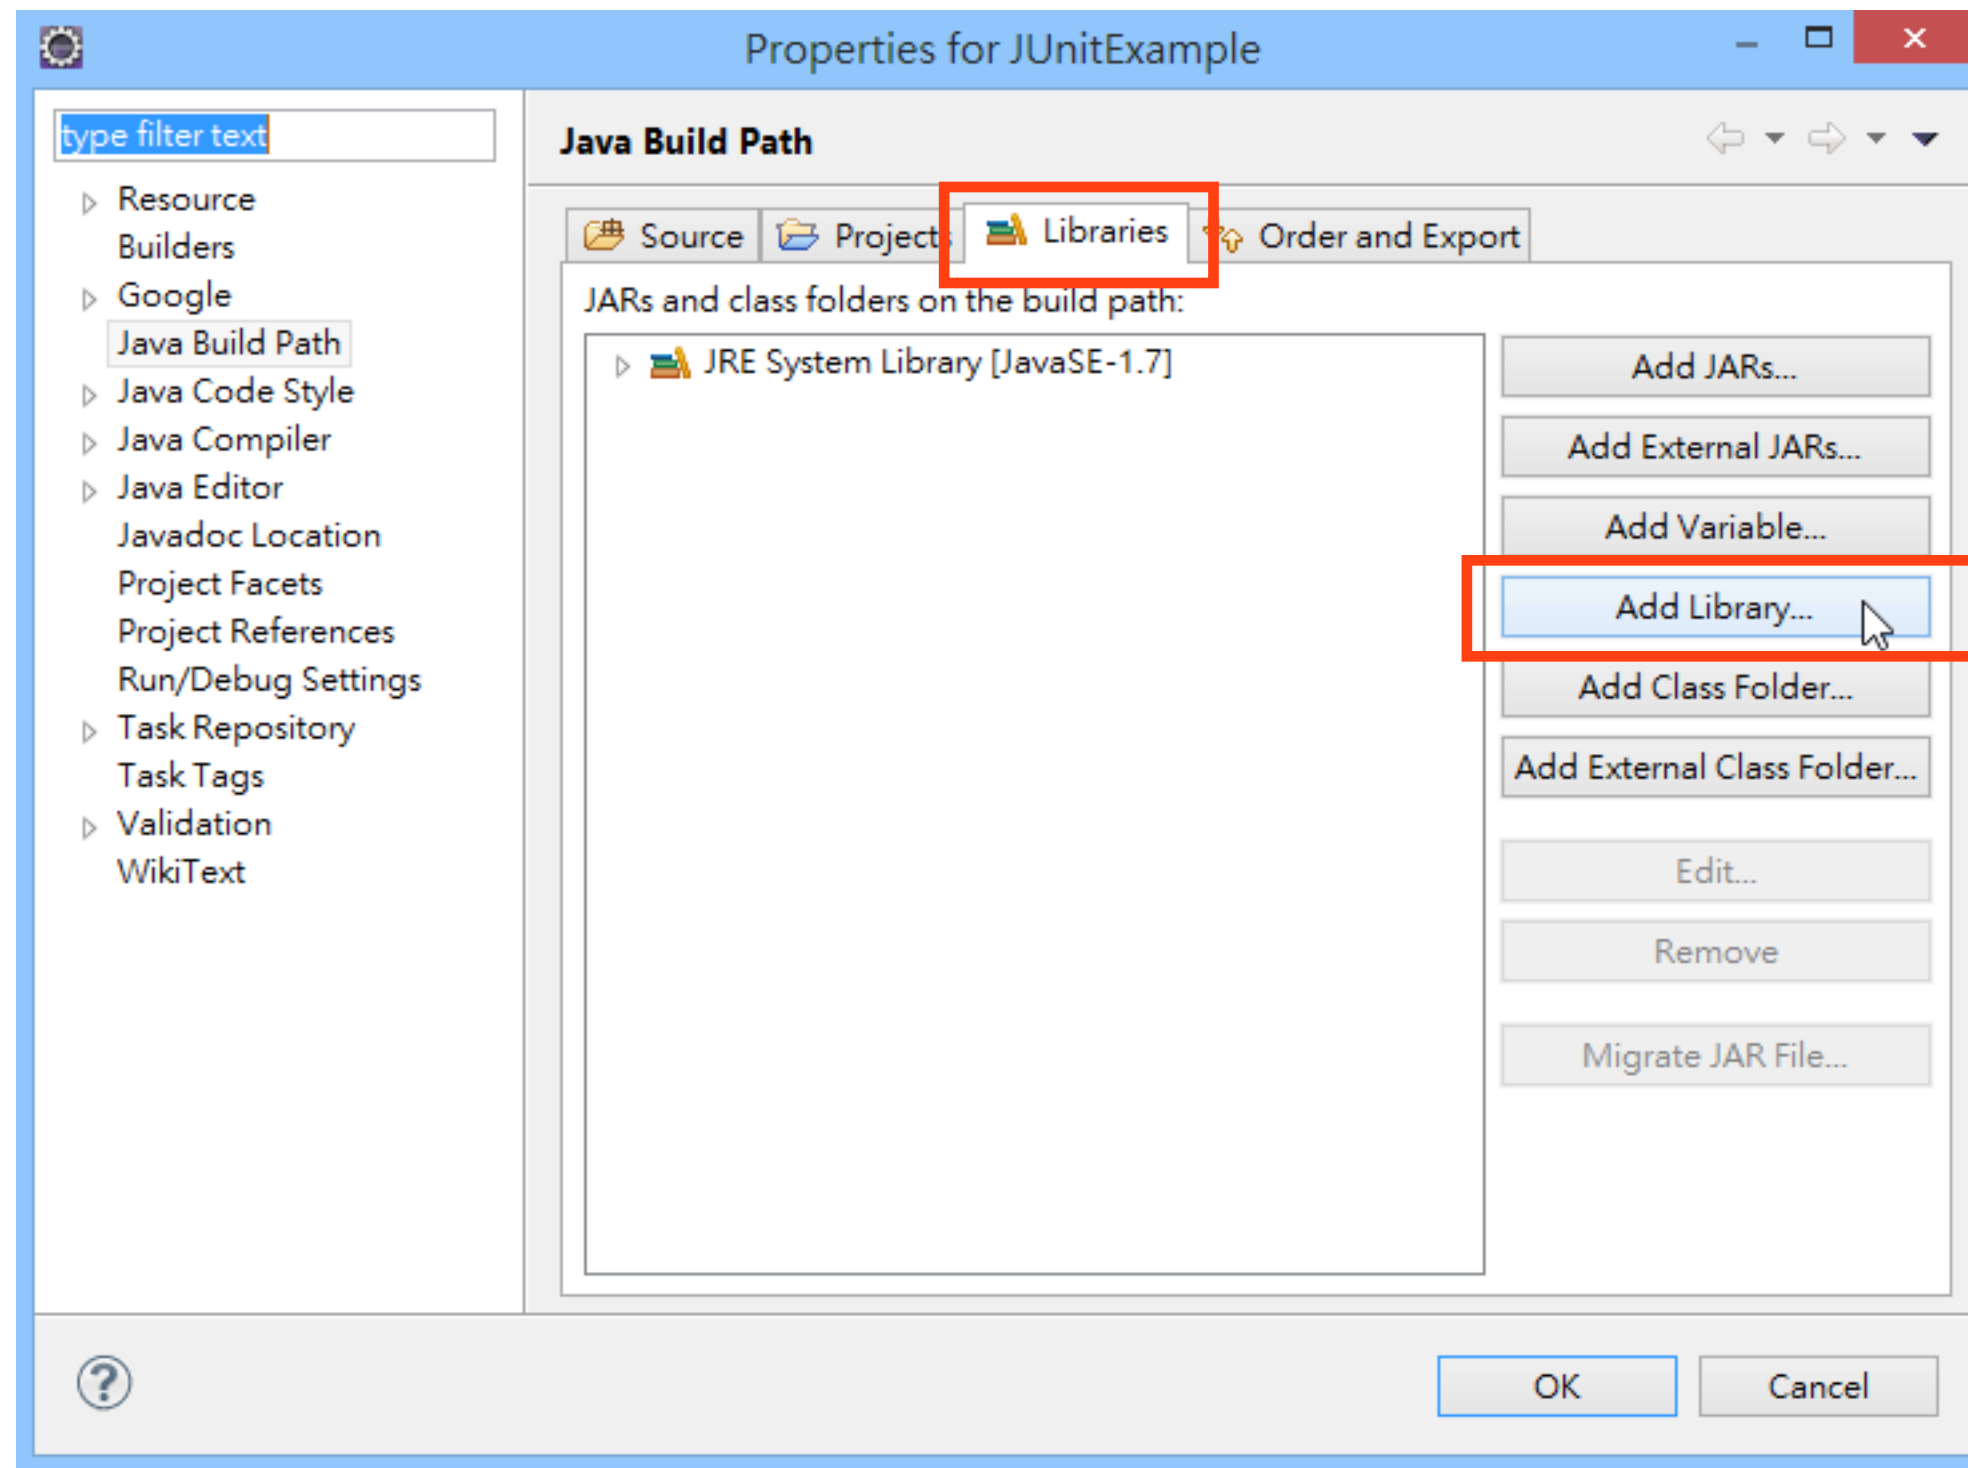 Properties for JUnitExample
type filter text
Resource
Builders
Google
Java Build Path
Java Code Style
Java Compiler
Java Editor
Javadoc Location
Project Facets
Project References
Run/Debug Settings
Task Repository
Task Tags
Validation
WikiText
Java Build Path
Source Projects Libraries Order and Export
JARs and class folders on the build path:
JRE System Library [JavaSE-1.7]
Add JARs...
Add External JARs...
Add Variable...
Add Library...
Add Class Folder...
Add External Class Folder...
Edit...
Remove
Migrate JAR File...
OK Cancel